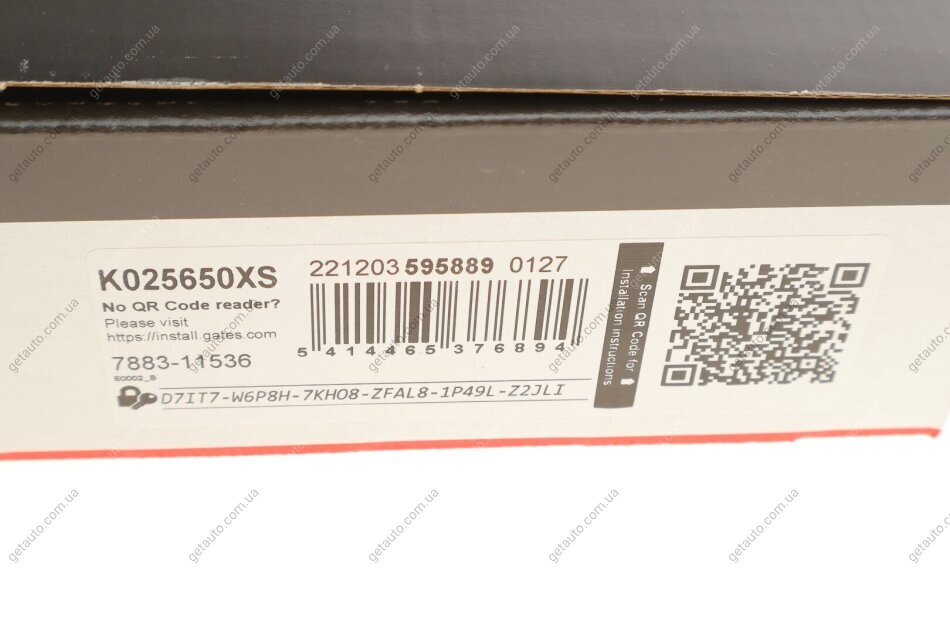 K025650XS
No QR Code reader?
Please visit
https://install.gates.com
7883-11536
E0002_B
221203 595889 0127
5 414465 376894
D7IT7-W6P8H-7KHO8-ZFAL8-1P49L-Z2JLI
Scan QR Code for
Installation instructions
getauto.com.ua